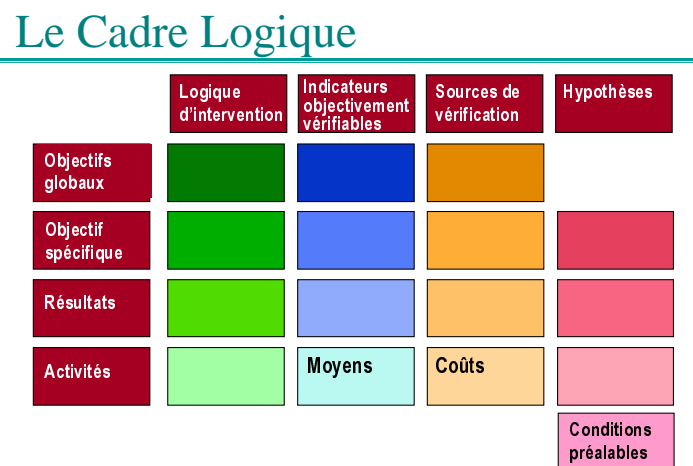 Le Cadre Logique
Logique
d'intervention
Indicateurs
objectivement
vérifiables
Sources de
vérification
Hypothèses
Objectifs
globaux
Objectif
spécifique
Résultats
Activités
Moyens
Coûts
Conditions
préalables